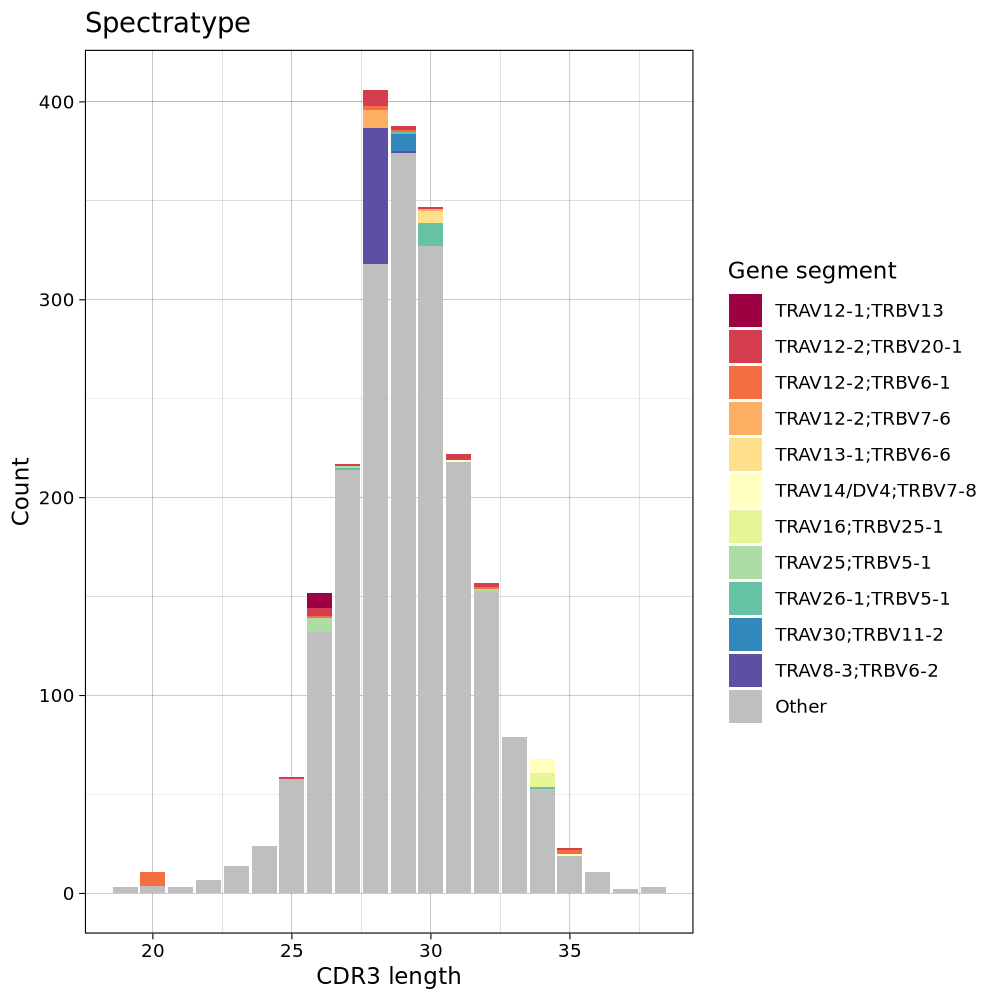 Spectratype
400
300
200
100
0
Count
20 25 30 35
CDR3 length
Gene segment
TRAV12-1;TRBV13
TRAV12-2;TRBV20-1
TRAV12-2;TRBV6-1
TRAV12-2;TRBV7-6
TRAV13-1;TRBV6-6
TRAV14/DV4;TRBV7-8
TRAV16;TRBV25-1
TRAV25;TRBV5-1
TRAV26-1;TRBV5-1
TRAV30;TRBV11-2
TRAV8-3;TRBV6-2
Other